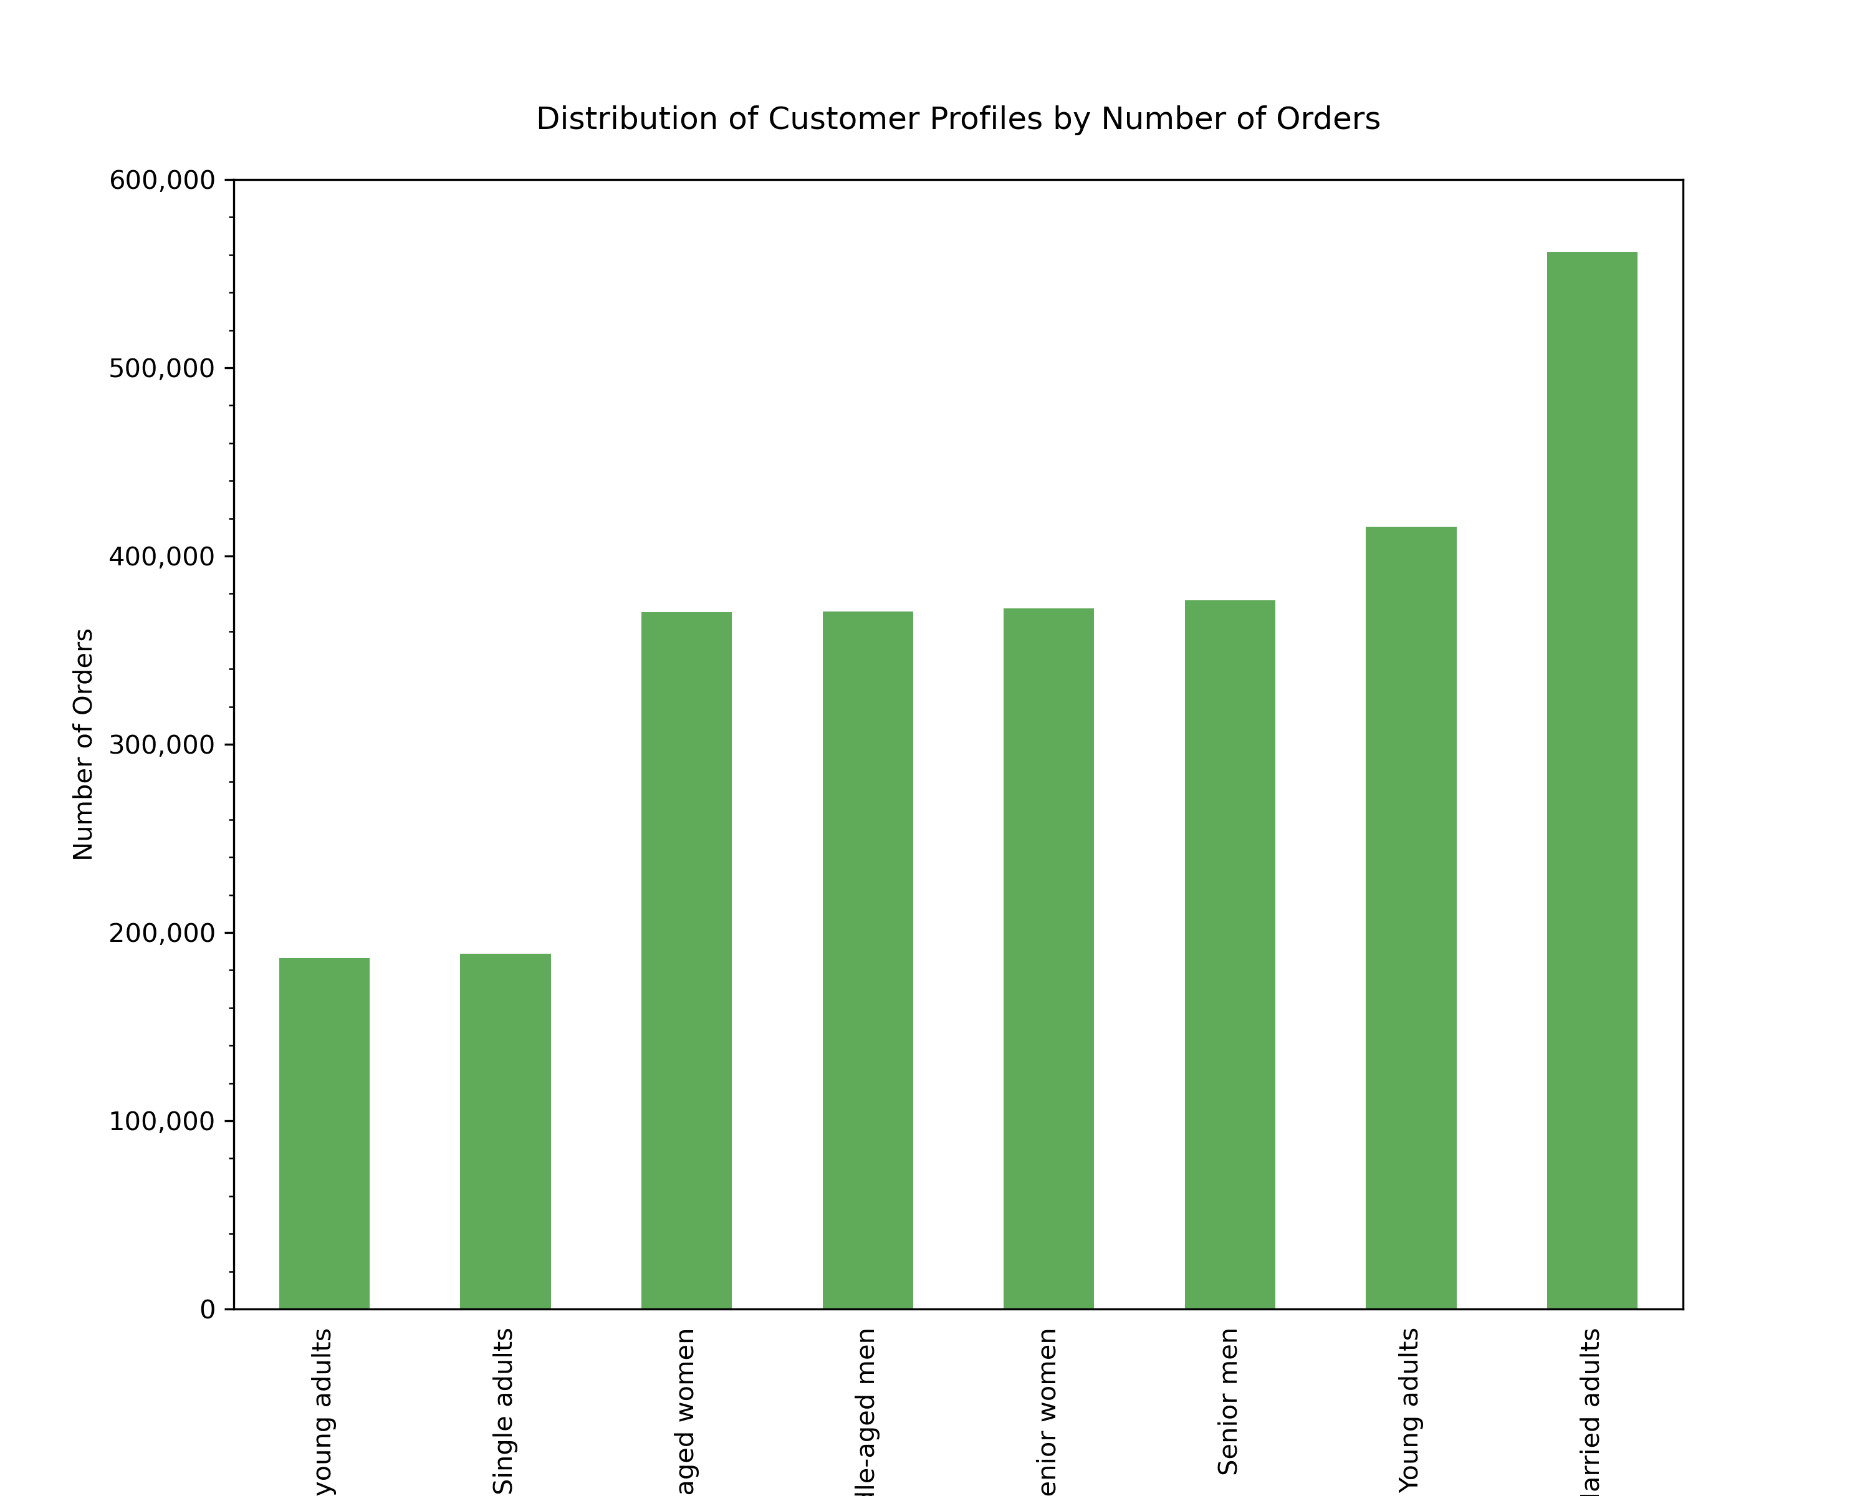 Distribution of Customer Profiles by Number of Orders
600,000
500,000
400,000
300,000
200,000
100,000
0
Number of Orders
young adults
Single adults
aged women
dle-aged men
enior women
Senior men
Young adults
arried adults